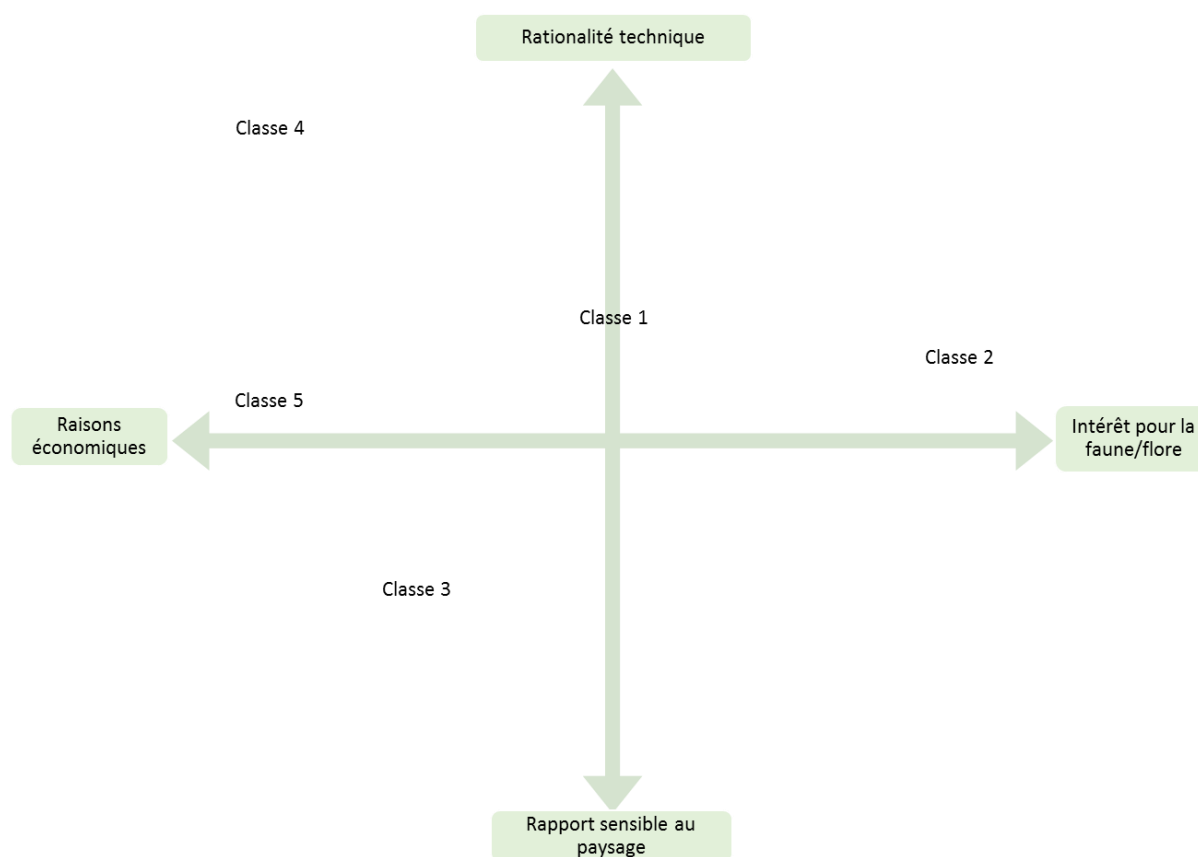 Rationalité technique
Classe 4
Classe 1
Classe 2
Classe 5
Raisons
économiques
Intérêt pour la
faune/flore
Classe 3
Rapport sensible au
paysage